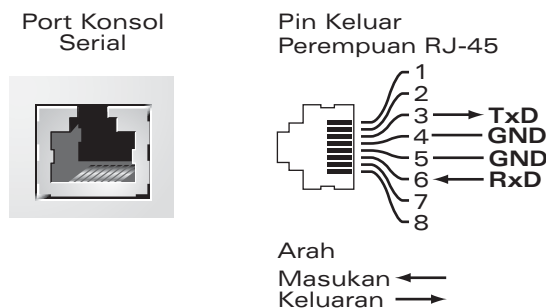 Port Konsol
Serial
Pin Keluar
Perempuan RJ-45
1
2
3 TxD
4 GND
5 GND
6 RxD
7
8
Arah
Masukan
Keluaran